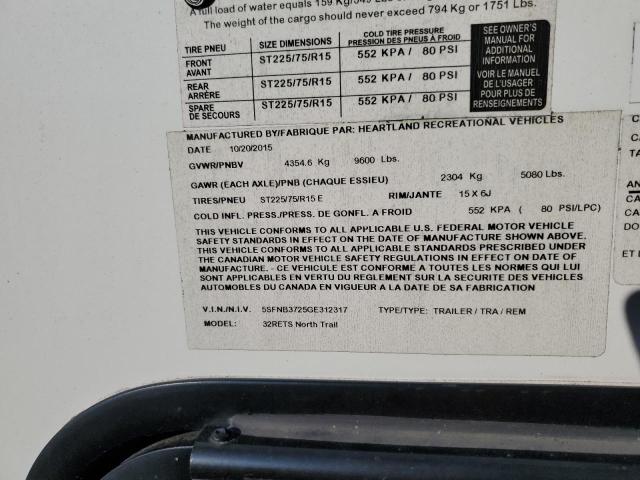 A full load of water equals 159 Kg/349
The weight of the cargo should never exceed 794 Kg or 1751 Lbs.
TIRE PNEU SIZE DIMENSIONS COLD TIRE PRESSURE
PRESSION DES PNEUS A FROID
FRONT
AVANT ST225/75/R15 552 KPA / 80 PSI
REAR
ARRÈRE ST225/75/R15 552 KPA / 80 PSI
SPARE
DE SECOURS ST225/75/R15 552 KPA / 80 PSI
SEE OWNER'S
MANUAL FOR
ADDITIONAL
INFORMATION
VOIR LE MANUEL
DE L'USAGER
POUR PLUS DE
RENSEIGNEMENTS
MANUFACTURED BY/FABRIQUE PAR: HEARTLAND RECREATIONAL VEHICLES
DATE 10/20/2015
GVWR/PNBV 4354.6 Kg 9600 Lbs.
GAWR (EACH AXLE)/PNB (CHAQUE ESSIEU) 2304 Kg 5080 Lbs.
TIRES/PNEU ST225/75/R15 E RIM/JANTE 15 X 6J
COLD INFL. PRESS./PRESS. DE GONFL. A FROID 552 KPA ( 80 PSI/LPC)
THIS VEHICLE CONFORMS TO ALL APPLICABLE U.S. FEDERAL MOTOR VEHICLE
SAFETY STANDARDS IN EFFECT ON THE DATE OF MANUFACTURE SHOWN ABOVE.
THIS VEHICLE CONFORMS TO ALL APPLICABLE STANDARDS PRESCRIBED UNDER
THE CANADIAN MOTOR VEHICLE SAFETY REGULATIONS IN EFFECT ON DATE OF
MANUFACTURE. - CE VEHICULE EST CONFORME A TOUTES LES NORMES QUI LUI
SONT APPLICABLES EN VERTU DU REGLEMENT SUR LA SECURITE DES VEHICLES
AUTOMOBILES DU CANADA EN VIGUEUR A LA DATE DE SA FABRICATION
V.I.N./N.I.V. 5SFNB3725GE312317 TYPE/TYPE: TRAILER / TRA / REM
MODEL: 32RETS North Trail